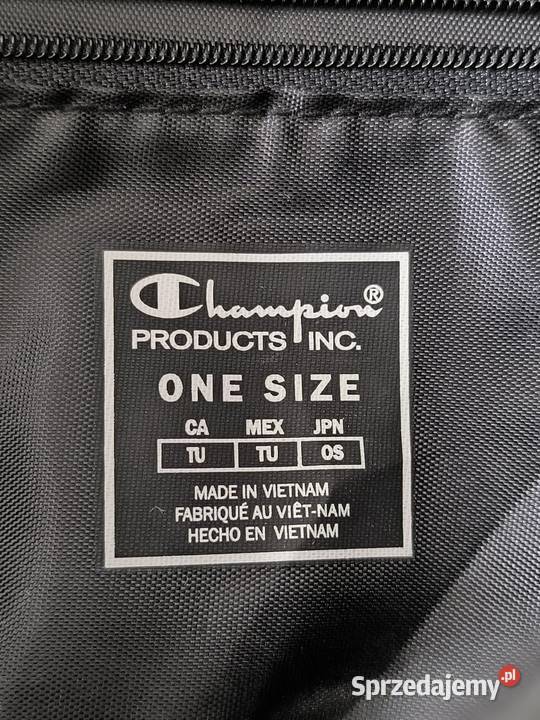 Champion®
PRODUCTS INC.
ONE SIZE
CA MEX JPN
TU TU OS
MADE IN VIETNAM
FABRIQUÉ AU VIÊT-NAM
HECHO EN VIETNAM
Sprzedajemy.pl